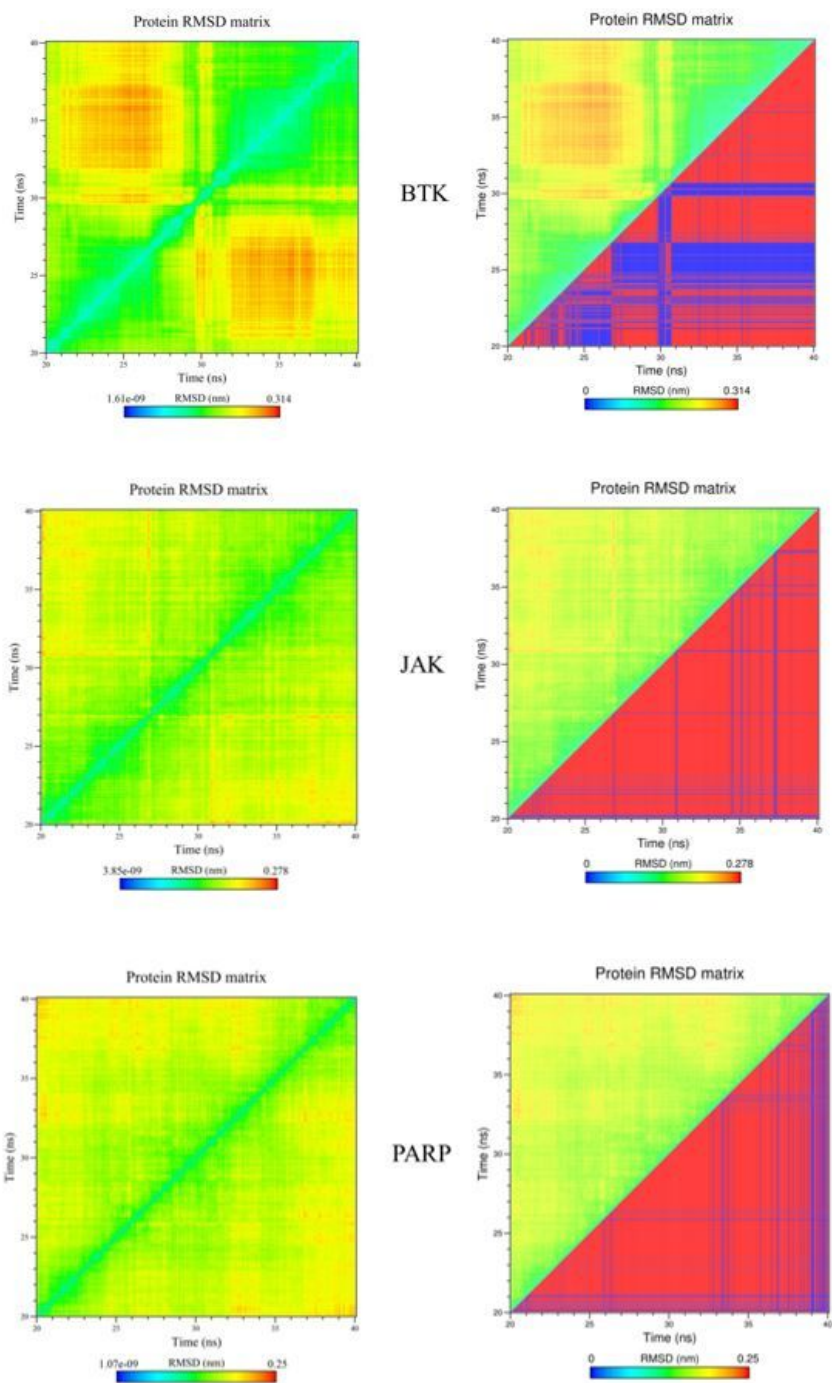 Protein RMSD matrix
40
35
30
25
20
Time (ns)
20 25 30 35 40
Time (ns)
1.61e-09 RMSD (nm) 0.314
BTK
Protein RMSD matrix
40
35
30
25
20
Time (ns)
20 25 30 35 40
Time (ns)
0 RMSD (nm) 0.314
Protein RMSD matrix
40
35
30
25
20
Time (ns)
20 25 30 35 40
Time (ns)
3.85e-09 RMSD (nm) 0.278
JAK
Protein RMSD matrix
40
35
30
25
20
Time (ns)
20 25 30 35 40
Time (ns)
0 RMSD (nm) 0.278
Protein RMSD matrix
40
35
30
25
20
Time (ns)
20 25 30 35 40
Time (ns)
1.07e-09 RMSD (nm) 0.25
PARP
Protein RMSD matrix
40
35
30
25
20
Time (ns)
20 25 30 35 40
Time (ns)
0 RMSD (nm) 0.25